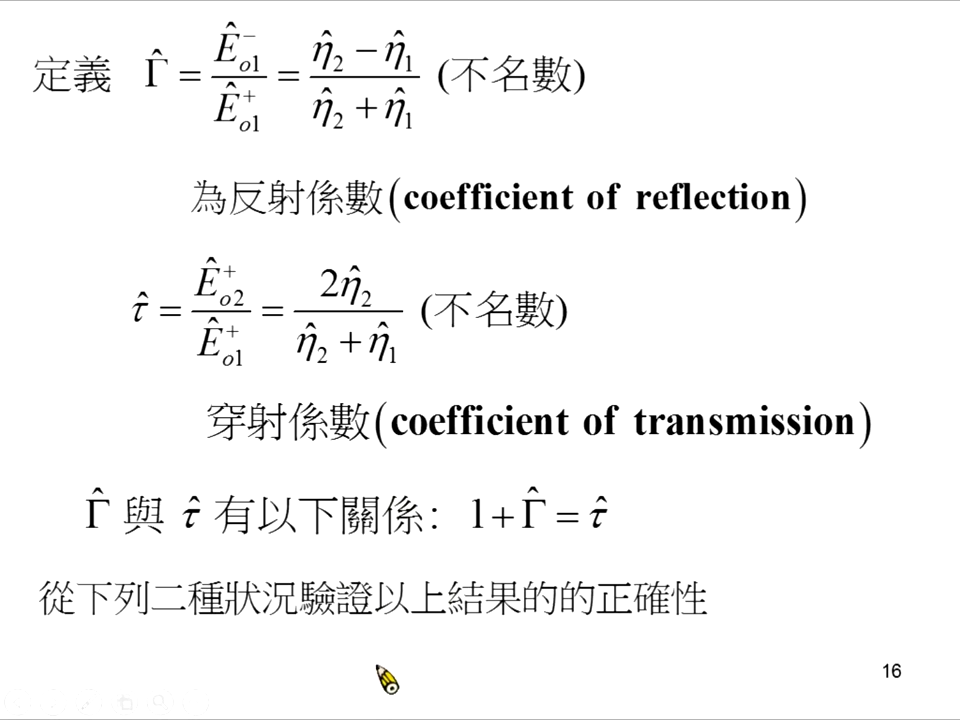 定義 Γ̂ = Ê⁻ₒ₁ / Ê⁺ₒ₁ = (η̂₂ − η̂₁) / (η̂₂ + η̂₁) (不名數)
為反射係數(coefficient of reflection)
τ̂ = Ê⁺ₒ₂ / Ê⁺ₒ₁ = 2η̂₂ / (η̂₂ + η̂₁) (不名數)
穿射係數(coefficient of transmission)
Γ̂ 與 τ̂ 有以下關係: 1+Γ̂ = τ̂
從下列二種狀況驗證以上結果的的正確性
16